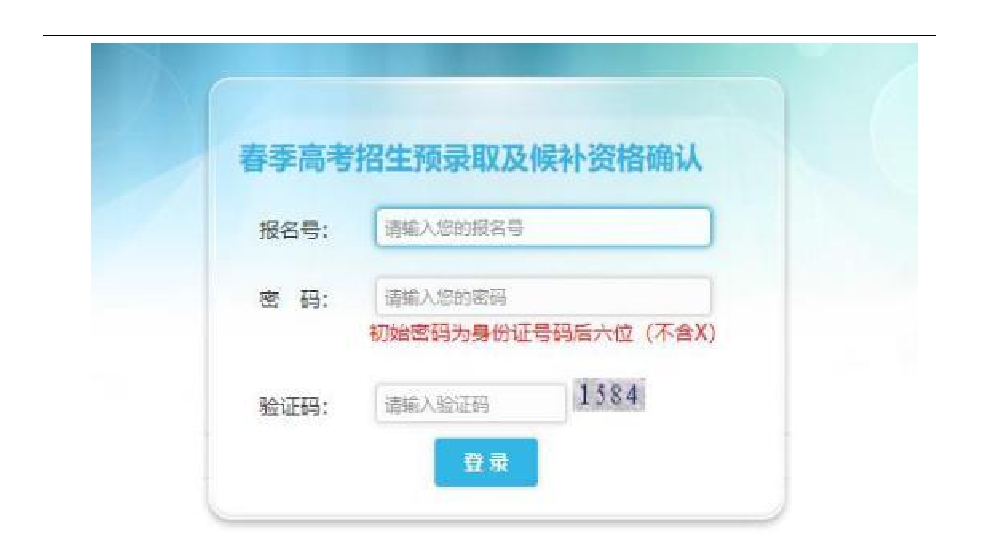 春季高考招生预录取及候补资格确认
报名号: 请输入您的报名号
密 码: 请输入您的密码
初始密码为身份证号码后六位（不含X)
验证码: 请输入验证码 1584
登录